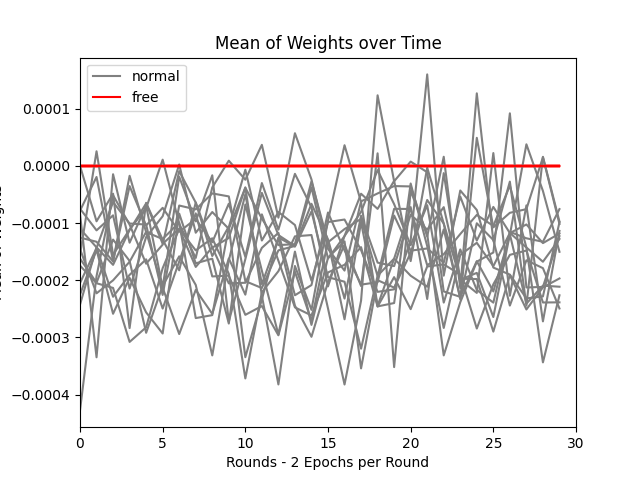 Mean of Weights over Time
normal
free
0.0001
0.0000
−0.0001
−0.0002
−0.0003
−0.0004
0 5 10 15 20 25 30
Rounds - 2 Epochs per Round